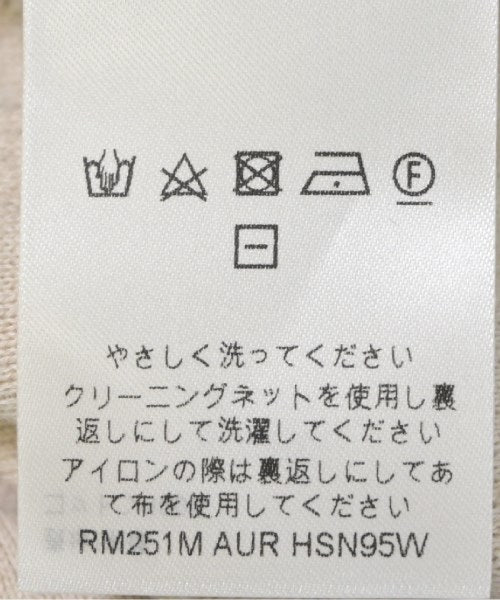 F
やさしく洗ってください
クリーニングネットを使用し裏
返しにして洗濯してください
アイロンの際は裏返しにしてあ
て布を使用してください
RM251M AUR HSN95W